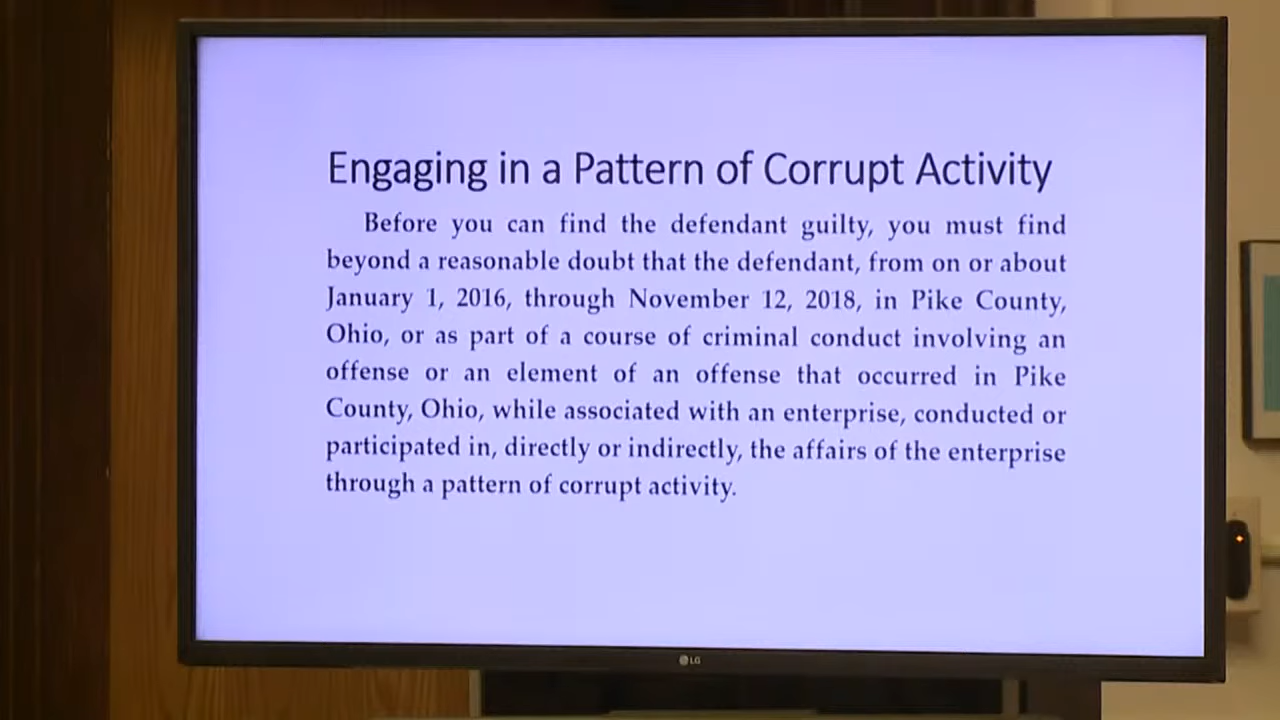 Engaging in a Pattern of Corrupt Activity
Before you can find the defendant guilty, you must find
beyond a reasonable doubt that the defendant, from on or about
January 1, 2016, through November 12, 2018, in Pike County,
Ohio, or as part of a course of criminal conduct involving an
offense or an element of an offense that occurred in Pike
County, Ohio, while associated with an enterprise, conducted or
participated in, directly or indirectly, the affairs of the enterprise
through a pattern of corrupt activity.
LG